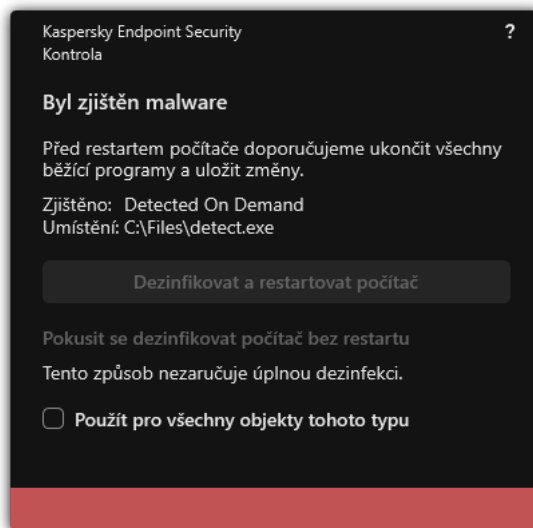 Kaspersky Endpoint Security
?
Kontrola
Byl zjištěn malware
Před restartem počítače doporučujeme ukončit všechny
běžící programy a uložit změny.
Zjištěno: Detected On Demand
Umístění: C:\Files\detect.exe
Dezinfikovat a restartovat počítač
Pokusit se dezinfikovat počítač bez restartu
Tento způsob nezaručuje úplnou dezinfekci.
Použít pro všechny objekty tohoto typu